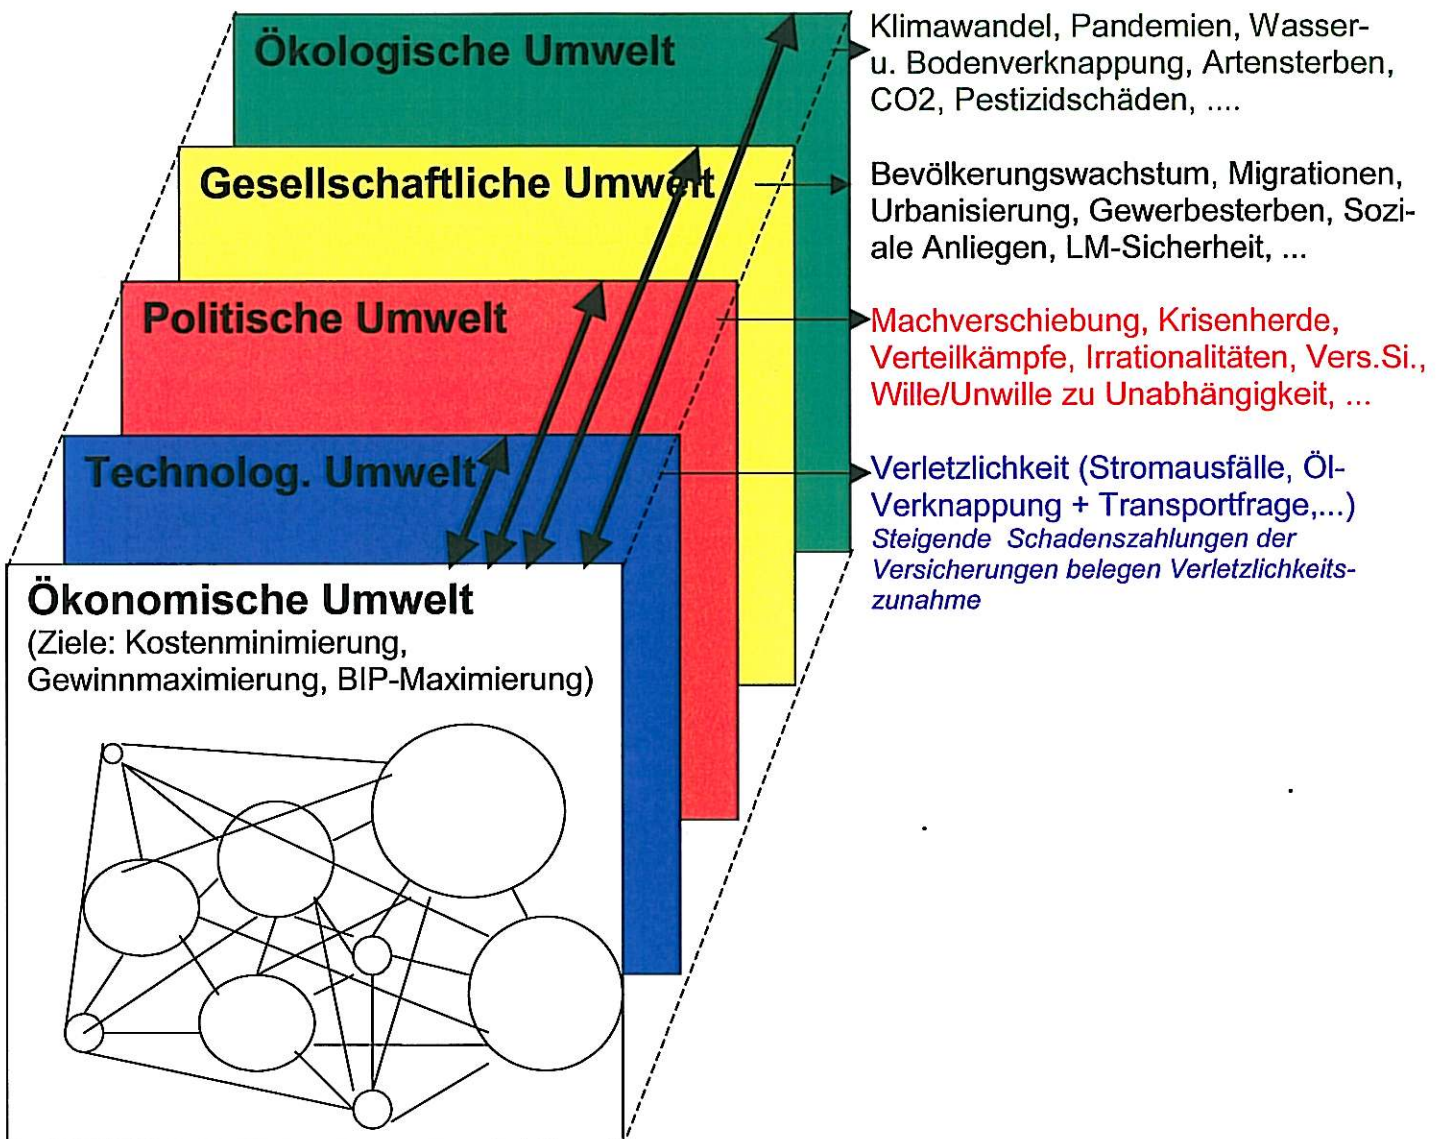 Ökologische Umwelt
Klimawandel, Pandemien, Wasser-
u. Bodenverknappung, Artensterben,
CO2, Pestizidschäden, ....
Gesellschaftliche Umwelt
Bevölkerungswachstum, Migrationen,
Urbanisierung, Gewerbesterben, Sozi-
ale Anliegen, LM-Sicherheit, ...
Politische Umwelt
Machverschiebung, Krisenherde,
Verteilkämpfe, Irrationalitäten, Vers.Si.,
Wille/Unwille zu Unabhängigkeit, ...
Technolog. Umwelt
Verletzlichkeit (Stromausfälle, Öl-
Verknappung + Transportfrage,...)
Steigende Schadenszahlungen der
Versicherungen belegen Verletzlichkeits-
zunahme
Ökonomische Umwelt
(Ziele: Kostenminimierung,
Gewinnmaximierung, BIP-Maximierung)